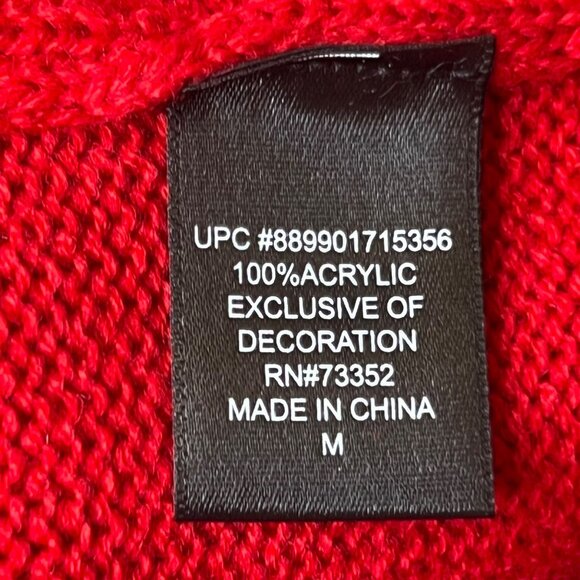 UPC #889901715356
100%ACRYLIC
EXCLUSIVE OF
DECORATION
RN#73352
MADE IN CHINA
M